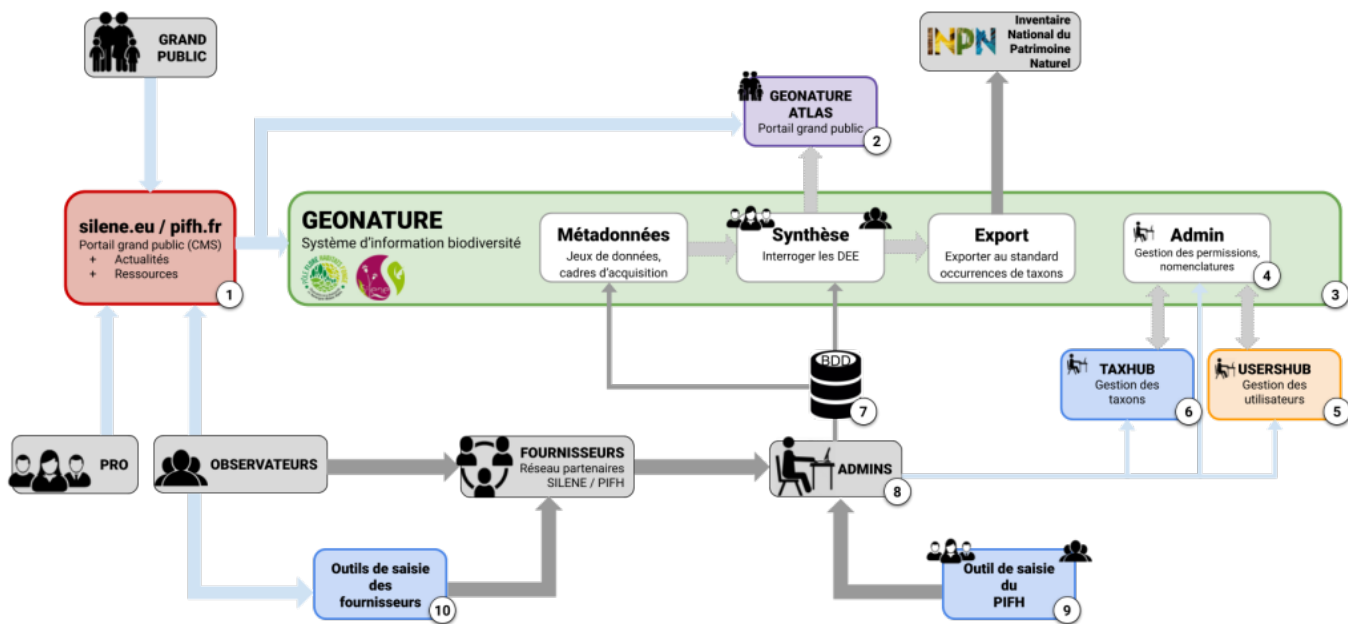 GRAND
PUBLIC
INPN
Inventaire
National du
Patrimoine
Naturel
GEONATURE
ATLAS
Portail grand public
2
silene.eu / pifh.fr
Portail grand public (CMS)
+ Actualités
+ Ressources
1
GEONATURE
Système d'information biodiversité
Métadonnées
Jeux de données,
cadres d'acquisition
Synthèse
Interroger les DEE
Export
Exporter au standard
occurrences de taxons
Admin
Gestion des permissions,
nomenclatures
4
3
BDD
7
TAXHUB
Gestion des
taxons
6
USERSHUB
Gestion des
utilisateurs
5
PRO
OBSERVATEURS
FOURNISSEURS
Réseau partenaires
SILENE / PIFH
ADMINS
8
Outils de saisie
des
fournisseurs
10
Outil de saisie
du
PIFH
9